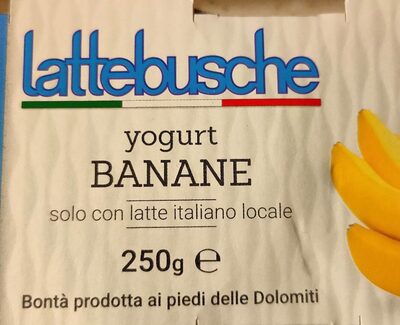 lattebusche
yogurt
BANANE
solo con latte italiano locale
250g ℮
Bontà prodotta ai piedi delle Dolomiti